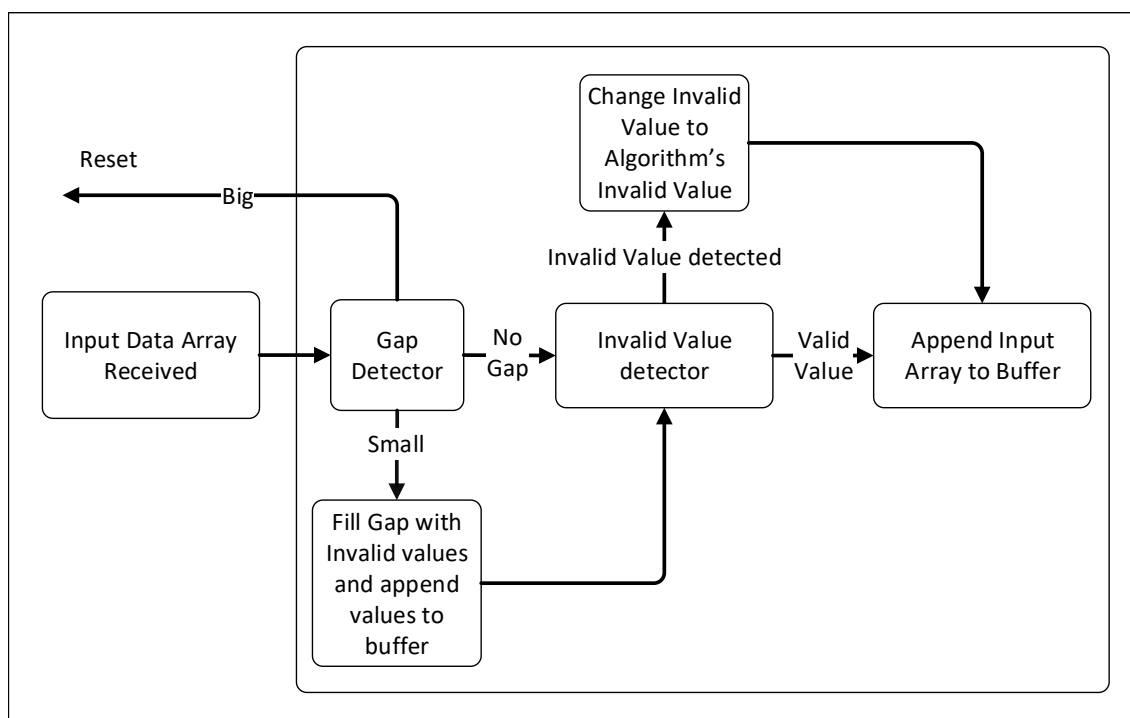 Change Invalid
Value to
Algorithm’s
Invalid Value
Reset
Big
Invalid Value detected
Input Data Array
Received
Gap
Detector
No
Gap
Invalid Value
detector
Valid
Value
Append Input
Array to Buffer
Small
Fill Gap with
Invalid values
and append
values to
buffer